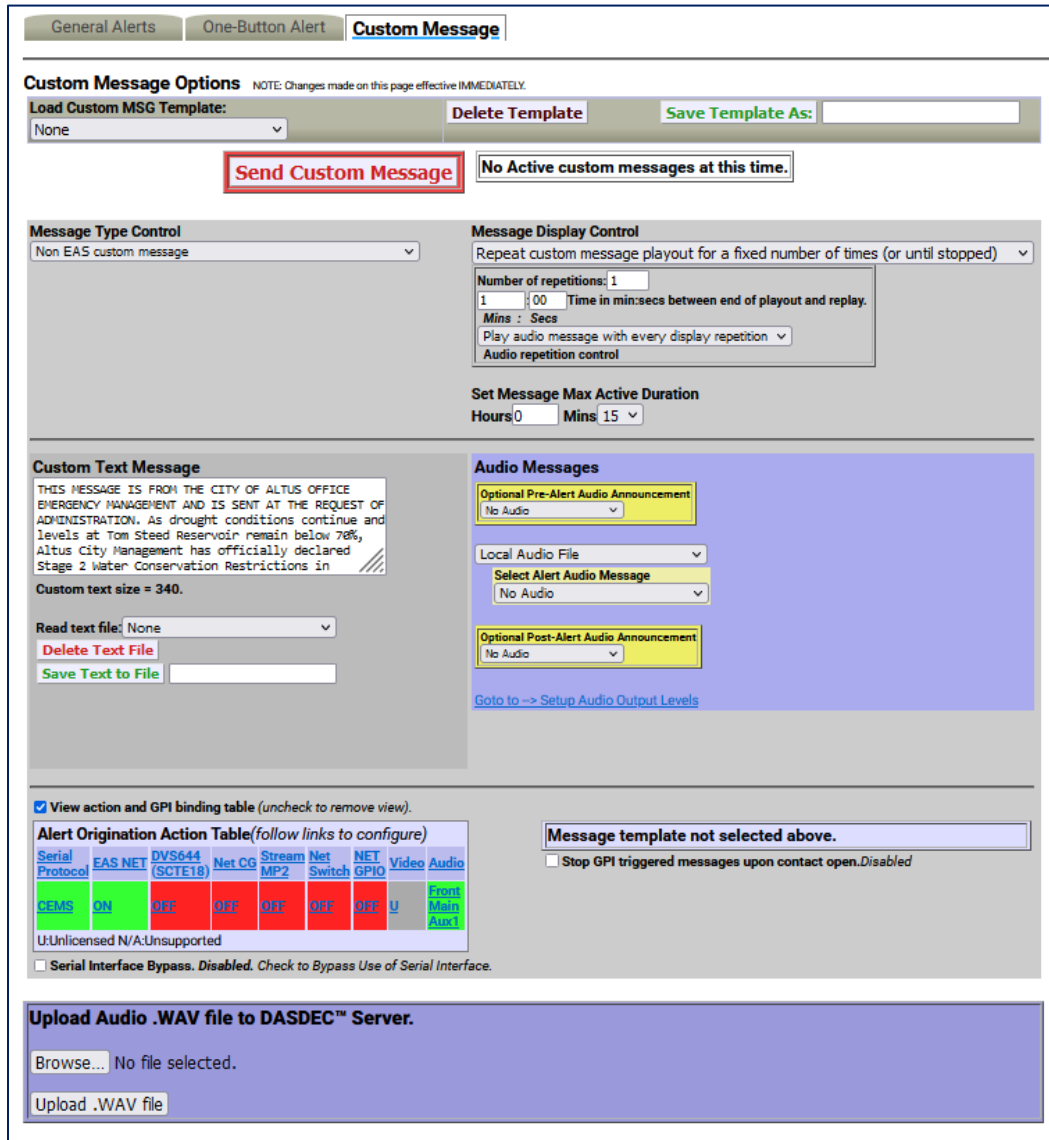 General Alerts One-Button Alert Custom Message
Custom Message Options NOTE: Changes made on this page effective IMMEDIATELY.
Load Custom MSG Template:
None
Delete Template Save Template As:
Send Custom Message
No Active custom messages at this time.
Message Type Control
Non EAS custom message
Message Display Control
Repeat custom message playout for a fixed number of times (or until stopped)
Number of repetitions: 1
1 : 00 Time in min:secs between end of playout and replay.
Mins : Secs
Play audio message with every display repetition
Audio repetition control
Set Message Max Active Duration
Hours 0 Mins 15
Custom Text Message
THIS MESSAGE IS FROM THE CITY OF ALTUS OFFICE
EMERGENCY MANAGEMENT AND IS SENT AT THE REQUEST OF
ADMINISTRATION. As drought conditions continue and
levels at Tom Steed Reservoir remain below 70%,
Altus City Management has officially declared
Stage 2 Water Conservation Restrictions in
Custom text size = 340.
Read text file: None
Delete Text File
Save Text to File
Audio Messages
Optional Pre-Alert Audio Announcement
No Audio
Local Audio File
Select Alert Audio Message
No Audio
Optional Post-Alert Audio Announcement
No Audio
Goto to --> Setup Audio Output Levels
View action and GPI binding table (uncheck to remove view).
Alert Origination Action Table(follow links to configure)
Serial Protocol EAS NET DVS644 (SCTE18) Net CG Stream MP2 Net Switch NET GPIO Video Audio
CEMS ON OFF OFF OFF OFF OFF U Front Main Aux1
U:Unlicensed N/A:Unsupported
Serial Interface Bypass. Disabled. Check to Bypass Use of Serial Interface.
Message template not selected above.
Stop GPI triggered messages upon contact open.Disabled
Upload Audio .WAV file to DASDEC™ Server.
Browse... No file selected.
Upload .WAV file